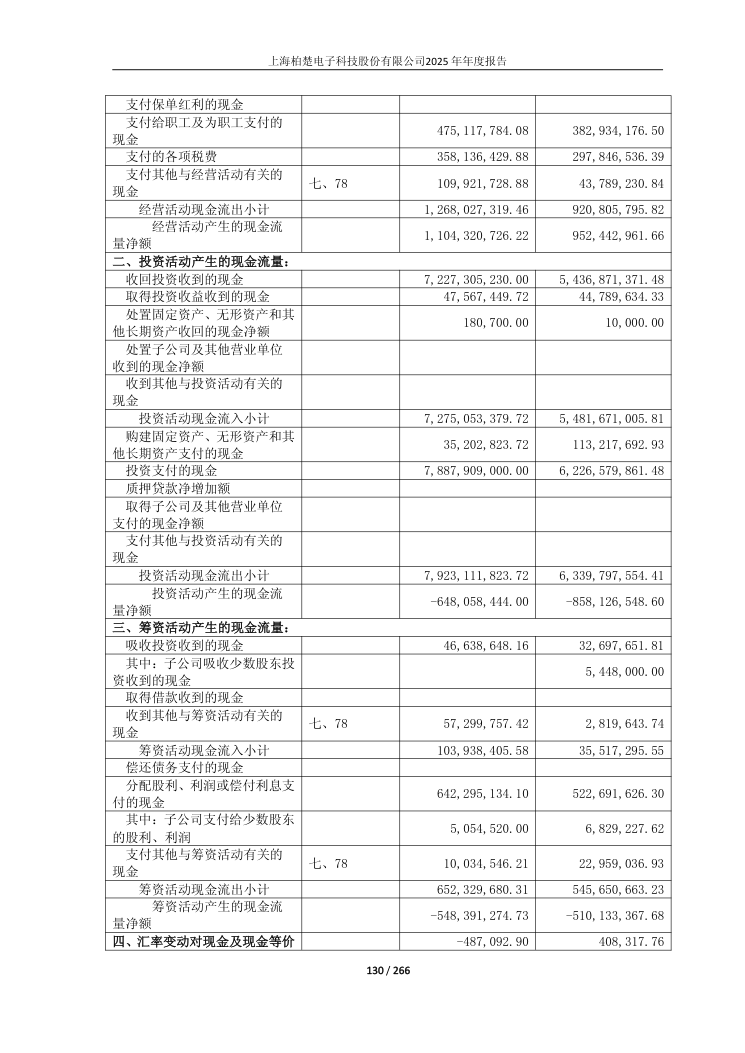 上海柏楚电子科技股份有限公司2025 年年度报告
支付保单红利的现金
支付给职工及为职工支付的
现金
475,117,784.08 382,934,176.50
支付的各项税费 358,136,429.88 297,846,536.39
支付其他与经营活动有关的
现金
七、78 109,921,728.88 43,789,230.84
经营活动现金流出小计 1,268,027,319.46 920,805,795.82
经营活动产生的现金流
量净额
1,104,320,726.22 952,442,961.66
二、投资活动产生的现金流量：
收回投资收到的现金 7,227,305,230.00 5,436,871,371.48
取得投资收益收到的现金 47,567,449.72 44,789,634.33
处置固定资产、无形资产和其
他长期资产收回的现金净额
180,700.00 10,000.00
处置子公司及其他营业单位
收到的现金净额
收到其他与投资活动有关的
现金
投资活动现金流入小计 7,275,053,379.72 5,481,671,005.81
购建固定资产、无形资产和其
他长期资产支付的现金
35,202,823.72 113,217,692.93
投资支付的现金 7,887,909,000.00 6,226,579,861.48
质押贷款净增加额
取得子公司及其他营业单位
支付的现金净额
支付其他与投资活动有关的
现金
投资活动现金流出小计 7,923,111,823.72 6,339,797,554.41
投资活动产生的现金流
量净额
-648,058,444.00 -858,126,548.60
三、筹资活动产生的现金流量：
吸收投资收到的现金 46,638,648.16 32,697,651.81
其中：子公司吸收少数股东投
资收到的现金
5,448,000.00
取得借款收到的现金
收到其他与筹资活动有关的
现金
七、78 57,299,757.42 2,819,643.74
筹资活动现金流入小计 103,938,405.58 35,517,295.55
偿还债务支付的现金
分配股利、利润或偿付利息支
付的现金
642,295,134.10 522,691,626.30
其中：子公司支付给少数股东
的股利、利润
5,054,520.00 6,829,227.62
支付其他与筹资活动有关的
现金
七、78 10,034,546.21 22,959,036.93
筹资活动现金流出小计 652,329,680.31 545,650,663.23
筹资活动产生的现金流
量净额
-548,391,274.73 -510,133,367.68
四、汇率变动对现金及现金等价 -487,092.90 408,317.76
130 / 266